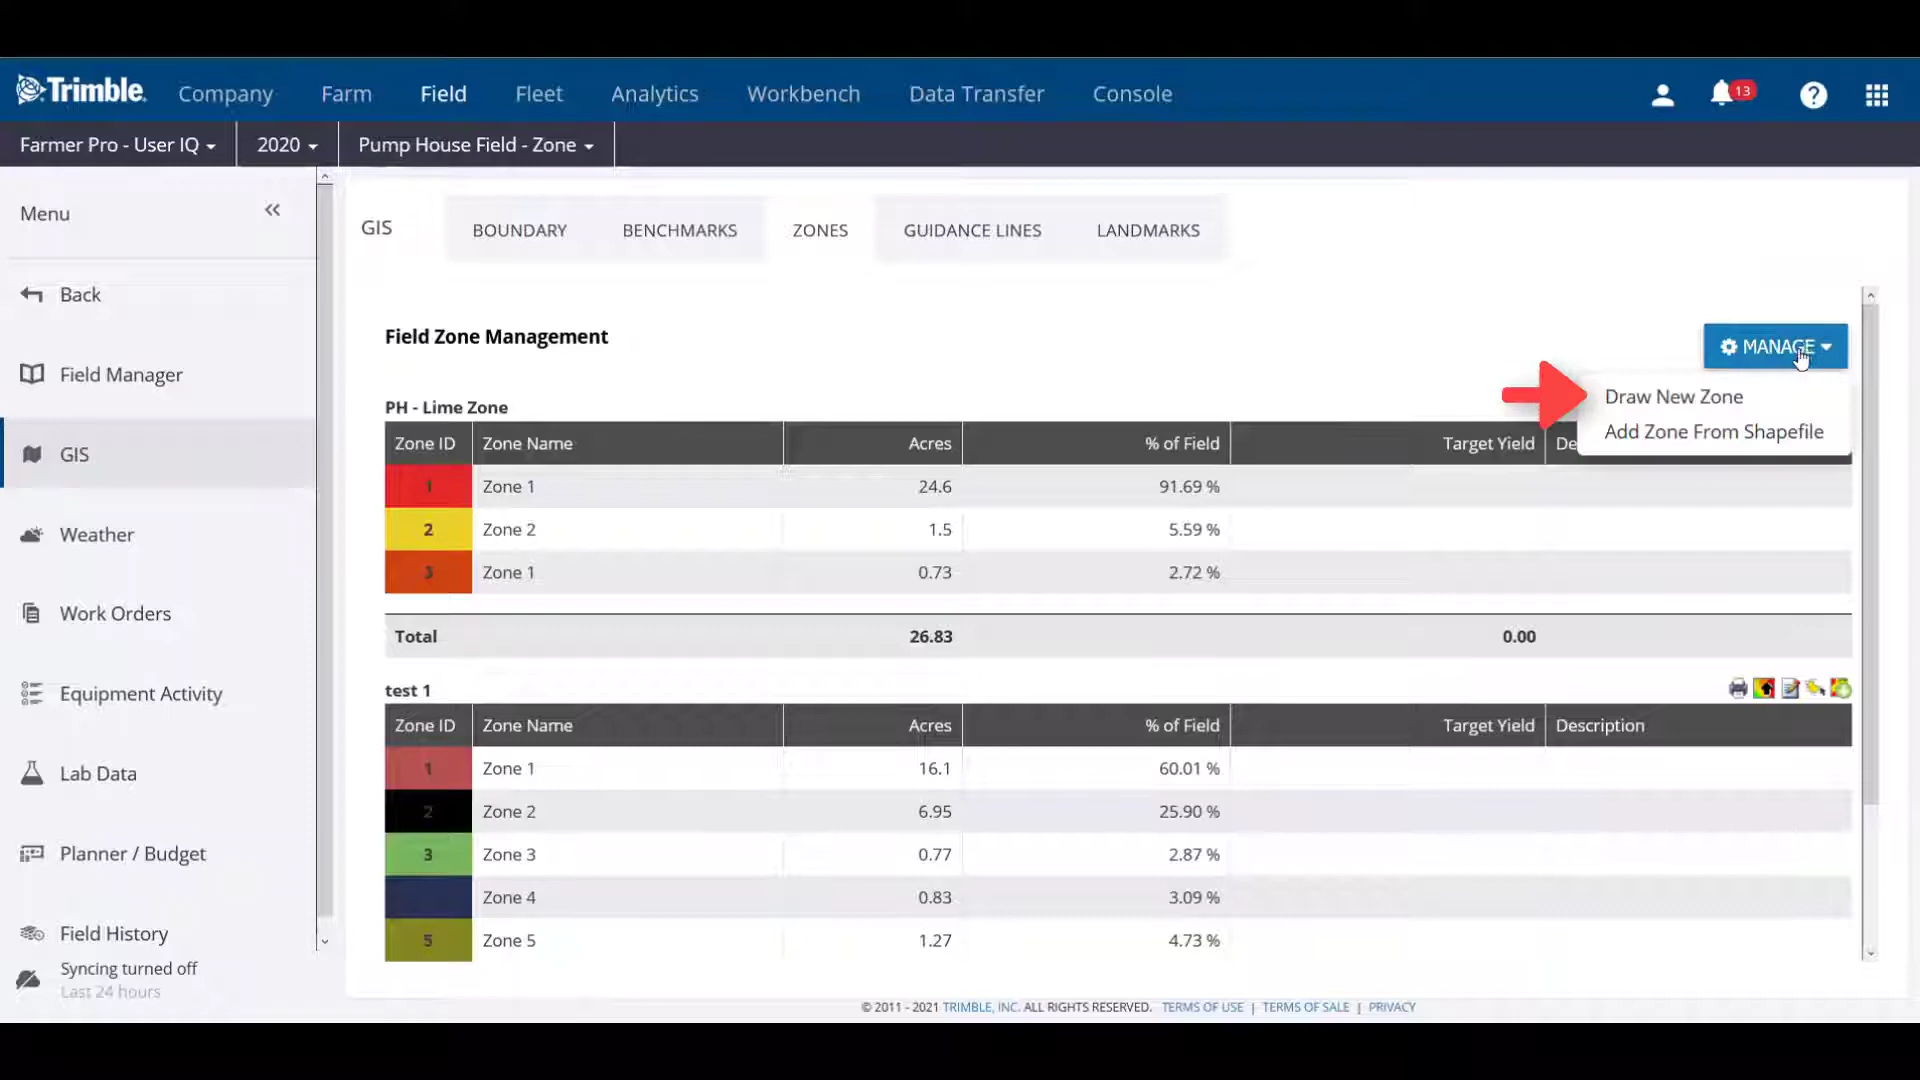 Trimble. Company Farm Field Fleet Analytics Workbench Data Transfer Console 13 ?
Farmer Pro - User IQ 2020 Pump House Field - Zone
Menu
Back
Field Manager
GIS
Weather
Work Orders
Equipment Activity
Lab Data
Planner / Budget
Field History
Syncing turned off
Last 24 hours
GIS BOUNDARY BENCHMARKS ZONES GUIDANCE LINES LANDMARKS
Field Zone Management
MANAGE
Draw New Zone
Add Zone From Shapefile
PH - Lime Zone
Zone ID Zone Name Acres % of Field Target Yield De
1 Zone 1 24.6 91.69 %
2 Zone 2 1.5 5.59 %
3 Zone 1 0.73 2.72 %
Total 26.83 0.00
test 1
Zone ID Zone Name Acres % of Field Target Yield Description
1 Zone 1 16.1 60.01 %
2 Zone 2 6.95 25.90 %
3 Zone 3 0.77 2.87 %
Zone 4 0.83 3.09 %
5 Zone 5 1.27 4.73 %
© 2011 - 2021 TRIMBLE, INC. ALL RIGHTS RESERVED. TERMS OF USE | TERMS OF SALE | PRIVACY